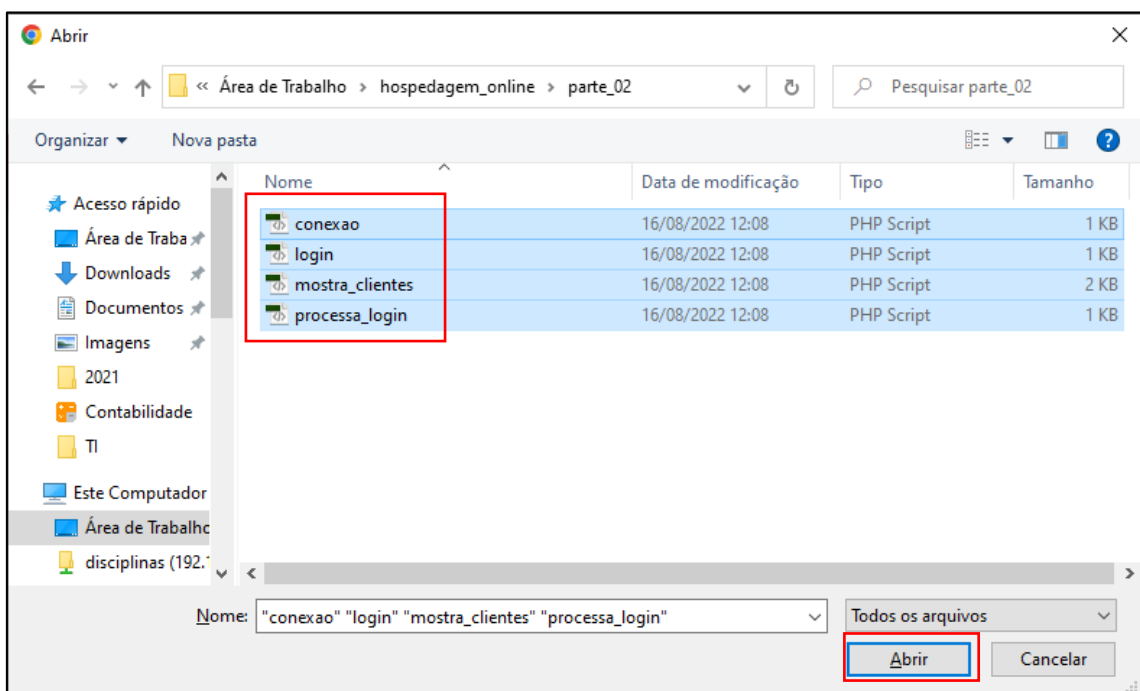 Abrir
« Área de Trabalho > hospedagem_online > parte_02
Pesquisar parte_02
Organizar
Nova pasta
?
Nome
Data de modificação
Tipo
Tamanho
Acesso rápido
Área de Traba
Downloads
Documentos
Imagens
2021
Contabilidade
TI
Este Computador
Área de Trabalho
disciplinas (192.1
conexao 16/08/2022 12:08 PHP Script 1 KB
login 16/08/2022 12:08 PHP Script 1 KB
mostra_clientes 16/08/2022 12:08 PHP Script 2 KB
processa_login 16/08/2022 12:08 PHP Script 1 KB
Nome: "conexao" "login" "mostra_clientes" "processa_login"
Todos os arquivos
Abrir
Cancelar